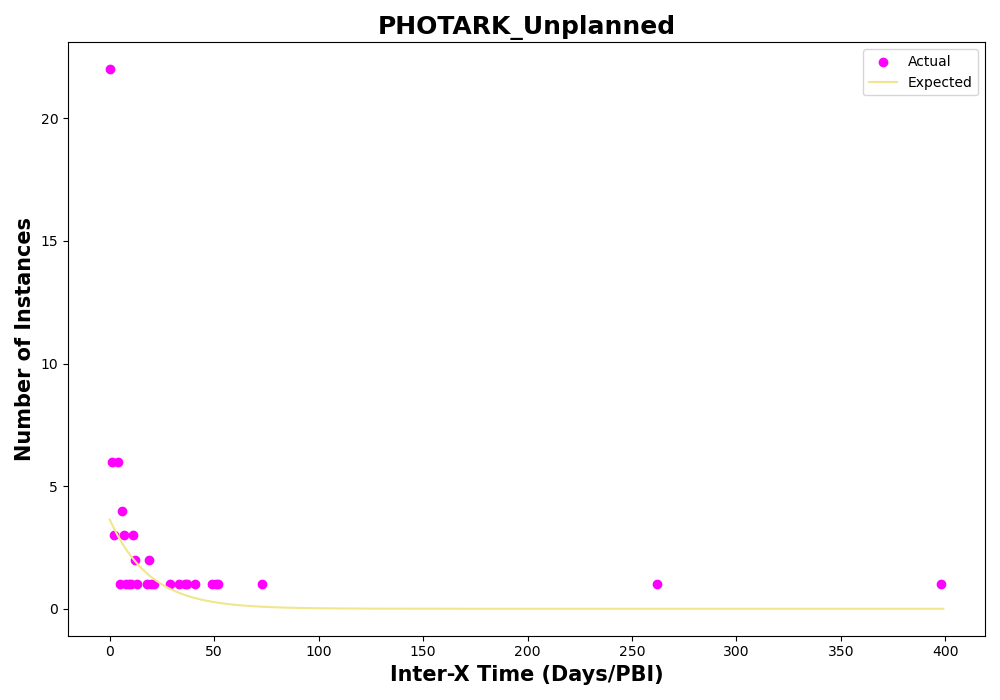 PHOTARK_Unplanned
Actual
Expected
Number of Instances
20
15
10
5
0
0 50 100 150 200 250 300 350 400
Inter-X Time (Days/PBI)